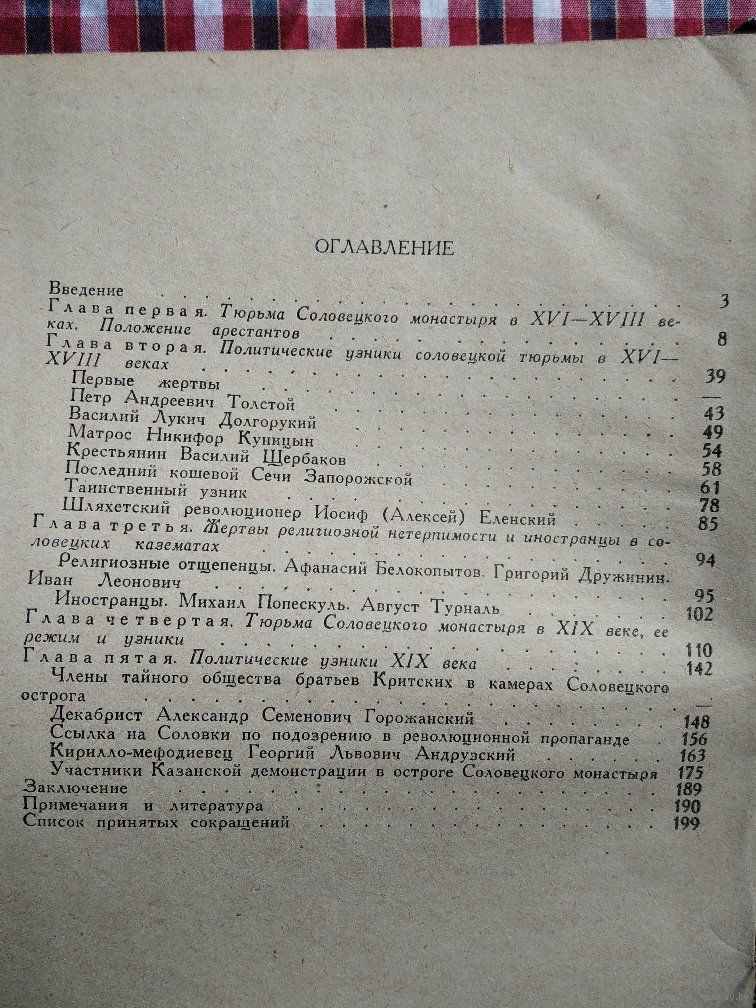 ОГЛАВЛЕНИЕ
Введение . . . . . . . . . . 3
Глава первая. Тюрьма Соловецкого монастыря в XVI—XVIII ве-
ках. Положение арестантов . . . . . . . . . . 8
Глава вторая. Политические узники соловецкой тюрьмы в XVI—
XVIII веках . . . . . . . . . . 39
Первые жертвы . . . . . . . . . . —
Петр Андреевич Толстой . . . . . . . . . . 43
Василий Лукич Долгорукий . . . . . . . . . . 49
Матрос Никифор Куницын . . . . . . . . . . 54
Крестьянин Василий Щербаков . . . . . . . . . . 58
Последний кошевой Сечи Запорожской . . . . . . . . . . 61
Таинственный узник . . . . . . . . . . 78
Шляхетский революционер Иосиф (Алексей) Еленский . . . . . 85
Глава третья. Жертвы религиозной нетерпимости и иностранцы в со-
ловецких казематах . . . . . . . . . . 94
Религиозные отщепенцы. Афанасий Белокопытов. Григорий Дружинин.
Иван Леонович . . . . . . . . . . 95
Иностранцы. Михаил Попескуль. Август Турналь . . . . . 102
Глава четвертая. Тюрьма Соловецкого монастыря в XIX веке, ее
режим и узники . . . . . . . . . . 110
Глава пятая. Политические узники XIX века . . . . . 142
Члены тайного общества братьев Критских в камерах Соловецкого
острога . . . . . . . . . . —
Декабрист Александр Семенович Горожанский . . . . . 148
Ссылка на Соловки по подозрению в революционной пропаганде 156
Кирилло-мефодиевец Георгий Львович Андрузский . . . . . 163
Участники Казанской демонстрации в остроге Соловецкого монастыря 175
Заключение . . . . . . . . . . 189
Примечания и литература . . . . . . . . . . 190
Список принятых сокращений . . . . . . . . . . 199